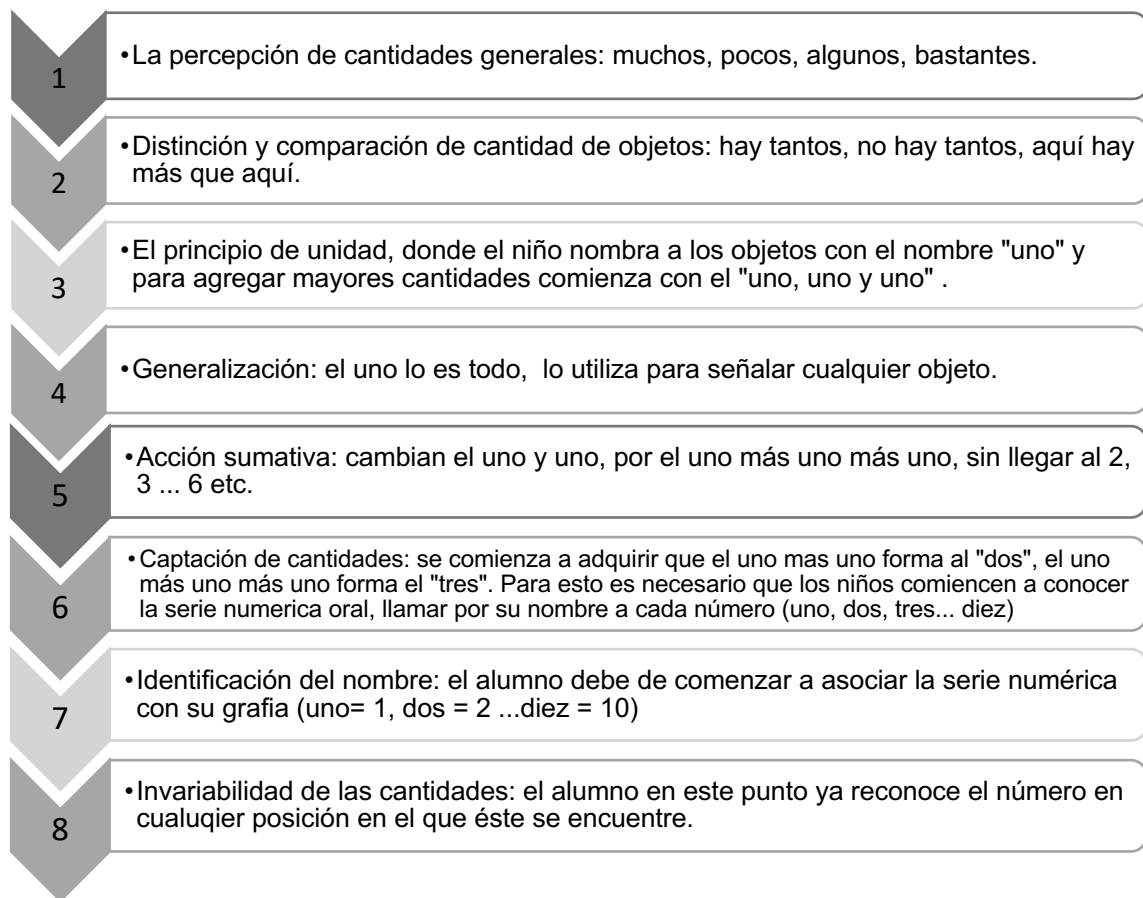 1
•La percepción de cantidades generales: muchos, pocos, algunos, bastantes.
2
•Distinción y comparación de cantidad de objetos: hay tantos, no hay tantos, aquí hay
más que aquí.
3
•El principio de unidad, donde el niño nombra a los objetos con el nombre "uno" y
para agregar mayores cantidades comienza con el "uno, uno y uno" .
4
•Generalización: el uno lo es todo, lo utiliza para señalar cualquier objeto.
5
•Acción sumativa: cambian el uno y uno, por el uno más uno más uno, sin llegar al 2,
3 ... 6 etc.
6
•Captación de cantidades: se comienza a adquirir que el uno mas uno forma al "dos", el uno
más uno más uno forma el "tres". Para esto es necesario que los niños comiencen a conocer
la serie numerica oral, llamar por su nombre a cada número (uno, dos, tres... diez)
7
•Identificación del nombre: el alumno debe de comenzar a asociar la serie numérica
con su grafia (uno= 1, dos = 2 ...diez = 10)
8
•Invariabilidad de las cantidades: el alumno en este punto ya reconoce el número en
cualuqier posición en el que éste se encuentre.